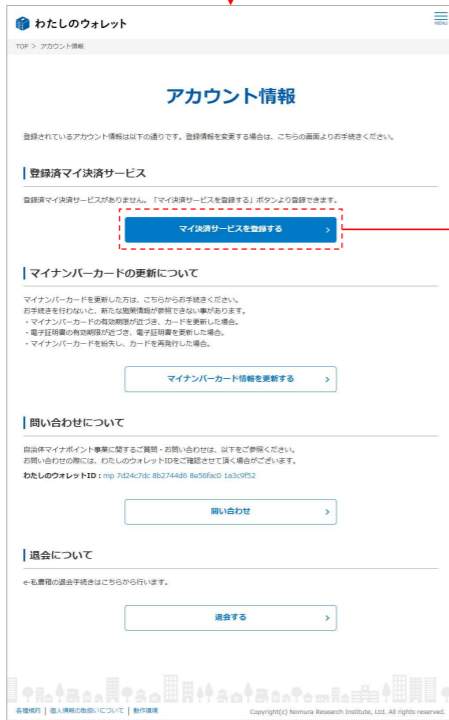 わたしのウォレット
MENU
TOP > アカウント情報
アカウント情報
登録されているアカウント情報は以下の通りです。登録情報を変更する場合は、こちらの画面よりお手続きください。
登録済マイ決済サービス
登録済マイ決済サービスがありません。「マイ決済サービスを登録する」ボタンより登録できます。
マイ決済サービスを登録する
マイナンバーカードの更新について
マイナンバーカードを更新した方は、こちらからお手続きください。
お手続きを行わないと、新たな施策情報が参照できない事があります。
・マイナンバーカードの有効期限が近づき、カードを更新した場合。
・電子証明書の有効期限が近づき、電子証明書を更新した場合。
・マイナンバーカードを紛失し、カードを再発行した場合。
マイナンバーカード情報を更新する
問い合わせについて
自治体マイナポイント事業に関するご質問・お問い合わせは、以下をご参照ください。
お問い合わせの際には、わたしのウォレットIDをご確認させて頂く場合がございます。
わたしのウォレットID：mp 7d24c7dc 8b2744d6 8e56fac0 1a3c9f52
問い合わせ
退会について
e-私書箱の退会手続きはこちらから行います。
退会する
各種規約 | 個人情報の取扱いについて | 動作環境
Copyright(c) Nomura Research Institute, Ltd. All rights reserved.